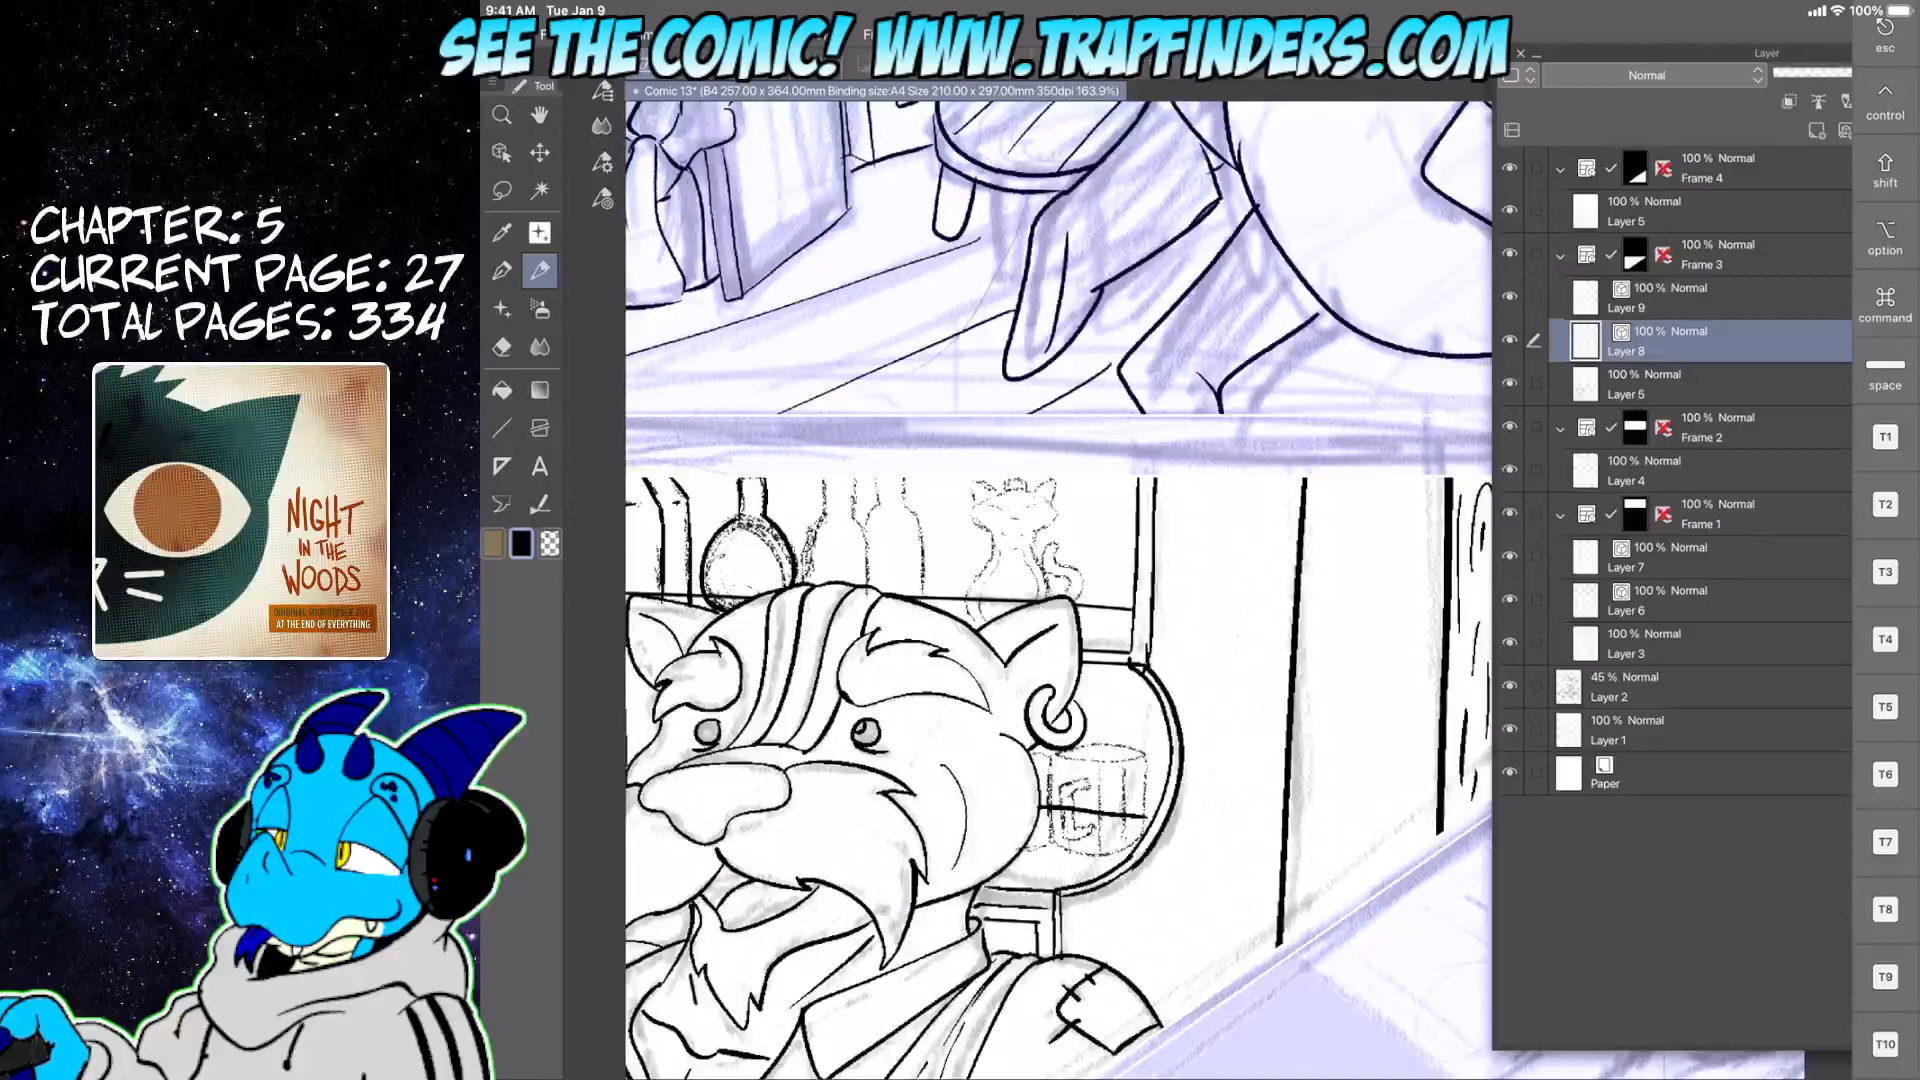 9:41 AM Tue Jan 9
100%
SEE THE COMIC! WWW.TRAPFINDERS.COM
CHAPTER: 5
CURRENT PAGE: 27
TOTAL PAGES: 334
NIGHT
IN THE
WOODS
ORIGINAL SOUNDTRACK VOL.
AT THE END OF EVERYTHING
Tool
Comic 13* (B4 257.00 x 364.00mm Binding size:A4 Size 210.00 x 297.00mm 350dpi 163.9%)
Layer
Normal
100 % Normal
Frame 4
100 % Normal
Layer 5
100 % Normal
Frame 3
100 % Normal
Layer 9
100 % Normal
Layer 8
100 % Normal
Layer 5
100 % Normal
Frame 2
100 % Normal
Layer 4
100 % Normal
Frame 1
100 % Normal
Layer 7
100 % Normal
Layer 6
100 % Normal
Layer 3
45 % Normal
Layer 2
100 % Normal
Layer 1
Paper
esc
control
shift
option
command
space
T1
T2
T3
T4
T5
T6
T7
T8
T9
T10